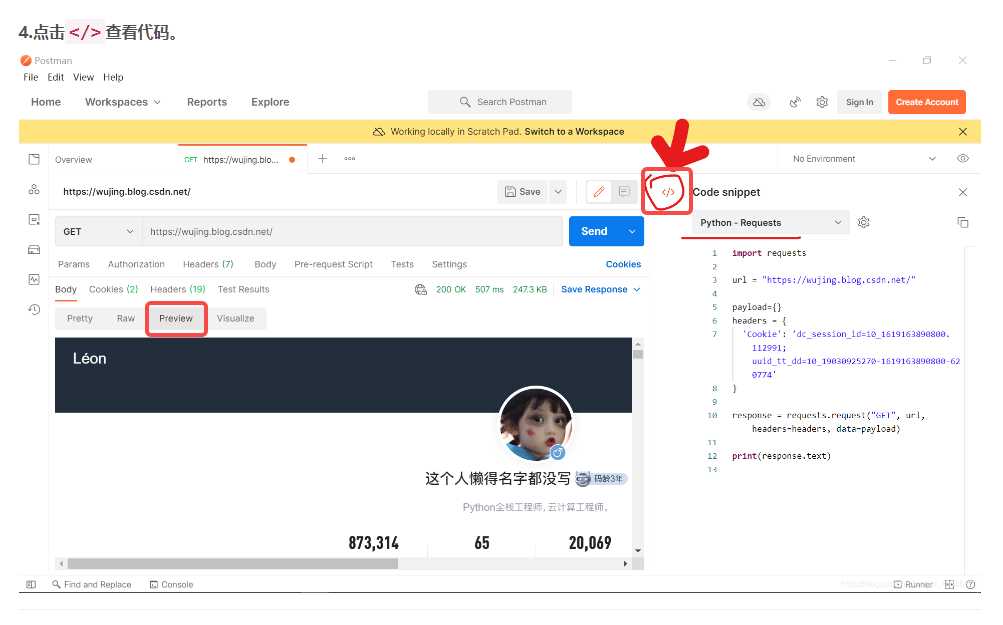 4.点击</>查看代码。
Postman
File Edit View Help
Home Workspaces Reports Explore Search Postman Sign In Create Account
Working locally in Scratch Pad. Switch to a Workspace
Overview GET https://wujing.blo... No Environment
https://wujing.blog.csdn.net/ Save </> Code snippet
GET https://wujing.blog.csdn.net/ Send Python - Requests
Params Authorization Headers (7) Body Pre-request Script Tests Settings Cookies
Body Cookies (2) Headers (19) Test Results 200 OK 507 ms 247.3 KB Save Response
Pretty Raw Preview Visualize
1 import requests
2
3 url = "https://wujing.blog.csdn.net/"
4
5 payload={}
6 headers = {
7 'Cookie': 'dc_session_id=10_1619163890800.
112991;
uuid_tt_dd=10_19030925270-1619163890800-62
0774'
8 }
9
10 response = requests.request("GET", url,
headers=headers, data=payload)
11
12 print(response.text)
13
Léon
这个人懒得名字都没写 码龄3年
Python全栈工程师, 云计算工程师。
873,314 65 20,069
Find and Replace Console Runner